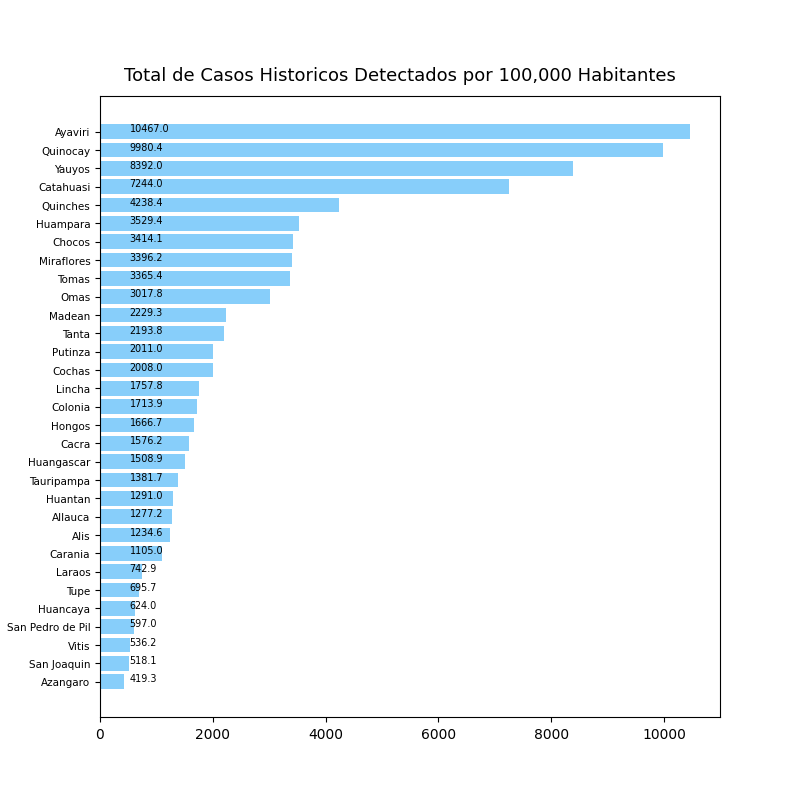 Total de Casos Historicos Detectados por 100,000 Habitantes
Ayaviri 10467.0
Quinocay 9980.4
Yauyos 8392.0
Catahuasi 7244.0
Quinches 4238.4
Huampara 3529.4
Chocos 3414.1
Miraflores 3396.2
Tomas 3365.4
Omas 3017.8
Madean 2229.3
Tanta 2193.8
Putinza 2011.0
Cochas 2008.0
Lincha 1757.8
Colonia 1713.9
Hongos 1666.7
Cacra 1576.2
Huangascar 1508.9
Tauripampa 1381.7
Huantan 1291.0
Allauca 1277.2
Alis 1234.6
Carania 1105.0
Laraos 742.9
Tupe 695.7
Huancaya 624.0
San Pedro de Pil 597.0
Vitis 536.2
San Joaquin 518.1
Azangaro 419.3
0 2000 4000 6000 8000 10000